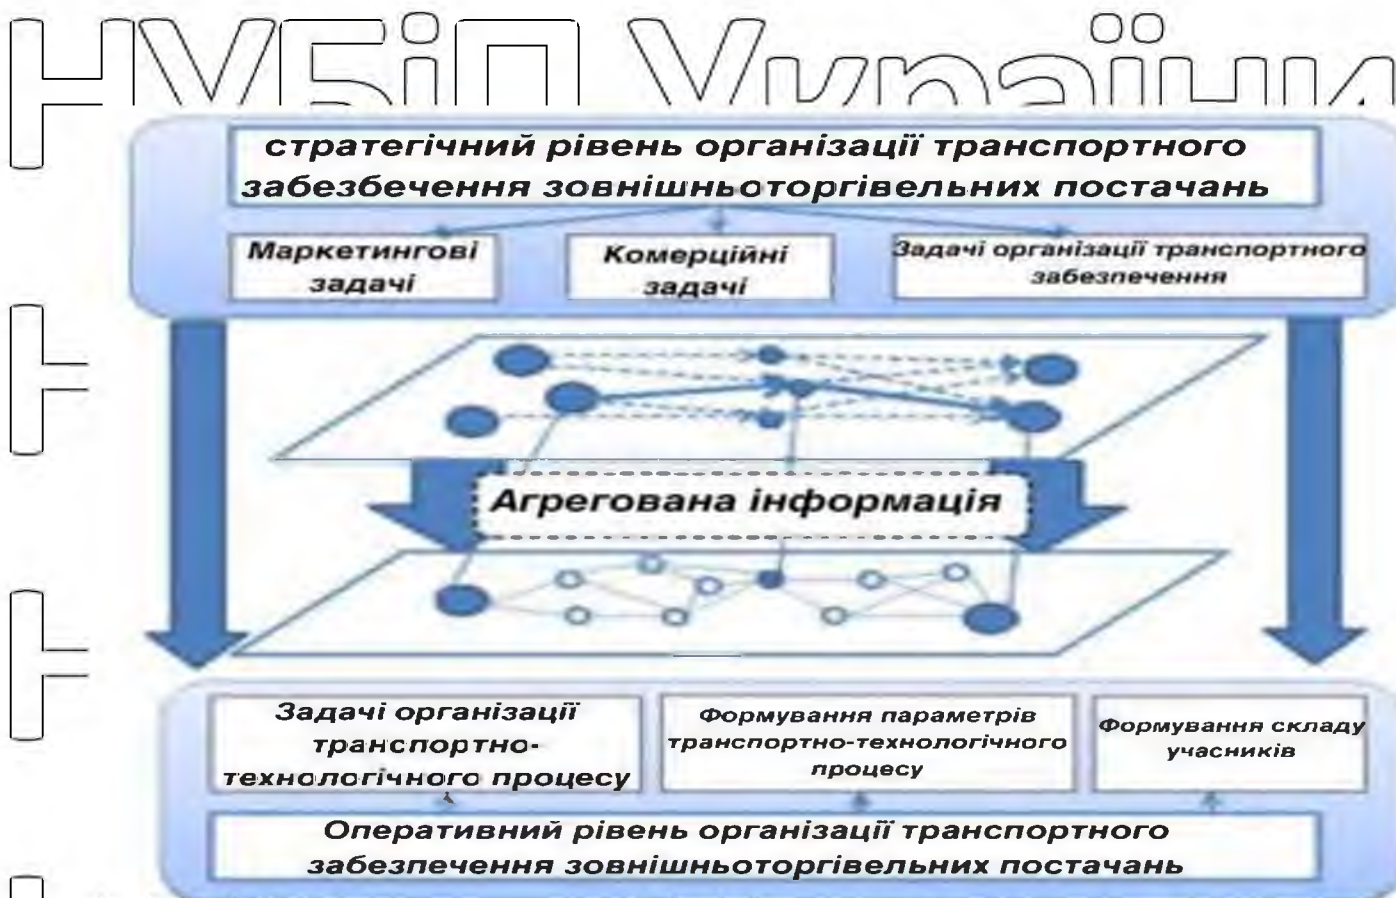 НУБіП України
стратегічний рівень організації транспортного
забезбечення зовнішньоторгівельних постачань
Маркетингові
задачі
Комерційні
задачі
Задачі організації транспортного
забезпечення
Агрегована інформація
Задачі організації
транспортно-
технологічного процесу
Формування параметрів
транспортно-технологічного
процесу
Формування складу
учасників
Оперативний рівень організації транспортного
забезпечення зовнішньоторгівельних постачань